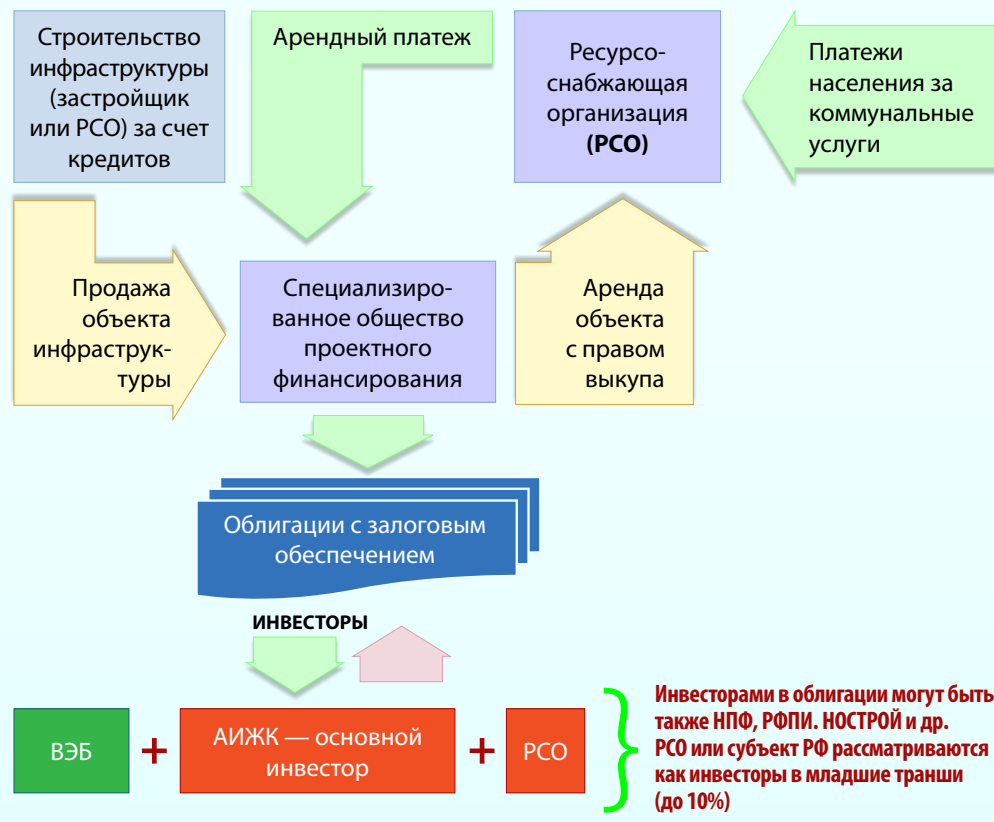 Строительство
инфраструктуры
(застройщик
или РСО) за счет
кредитов
Арендный платеж
Ресурсо-
снабжающая
организация
(РСО)
Платежи
населения за
коммунальные
услуги
Продажа
объекта
инфраструк-
туры
Специализиро-
ванное общество
проектного
финансирования
Аренда
объекта
с правом
выкупа
Облигации с залоговым
обеспечением
ИНВЕСТОРЫ
ВЭБ
+
АИЖК — основной
инвестор
+
РСО
Инвесторами в облигации могут быть
также НПФ, РФПИ. НОСТРОЙ и др.
РСО или субъект РФ рассматриваются
как инвесторы в младшие транши
(до 10%)